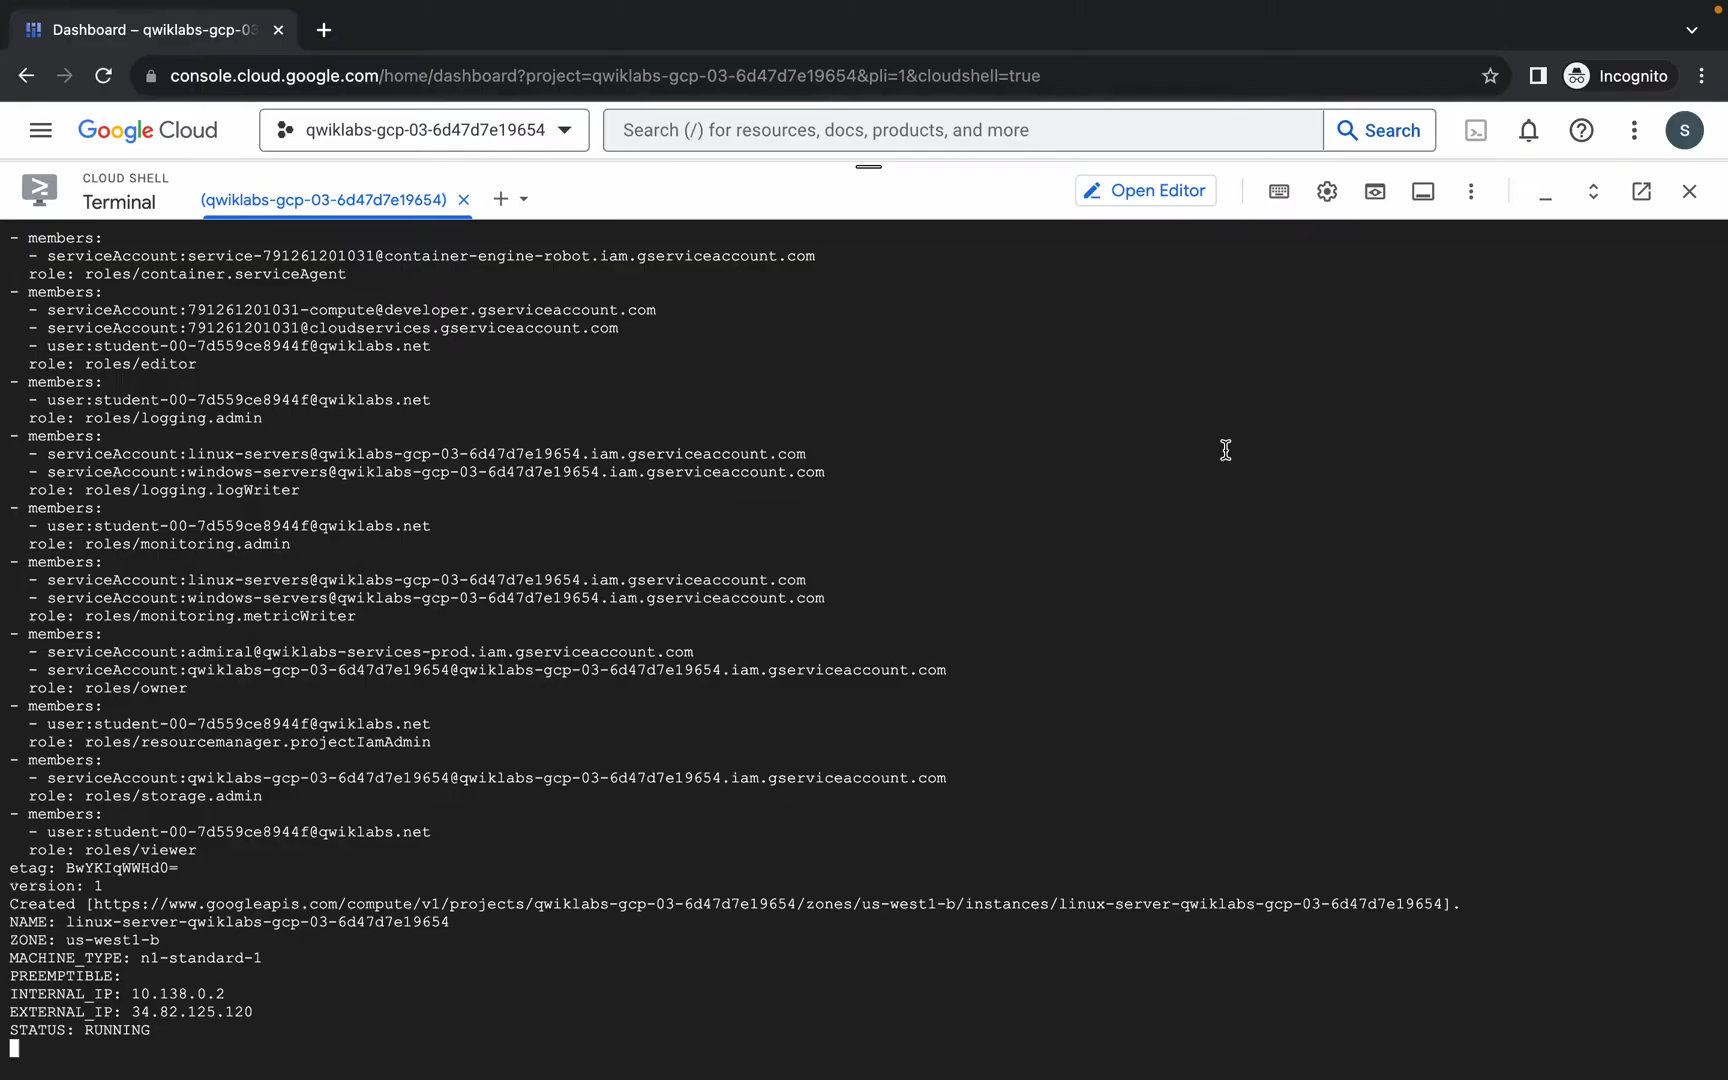 Dashboard – qwiklabs-gcp-03
console.cloud.google.com/home/dashboard?project=qwiklabs-gcp-03-6d47d7e19654&pli=1&cloudshell=true
Incognito
Google Cloud
qwiklabs-gcp-03-6d47d7e19654
Search (/) for resources, docs, products, and more
Search
S
CLOUD SHELL
Terminal
(qwiklabs-gcp-03-6d47d7e19654)
Open Editor
- members:
  - serviceAccount:service-791261201031@container-engine-robot.iam.gserviceaccount.com
  role: roles/container.serviceAgent
- members:
  - serviceAccount:791261201031-compute@developer.gserviceaccount.com
  - serviceAccount:791261201031@cloudservices.gserviceaccount.com
  - user:student-00-7d559ce8944f@qwiklabs.net
  role: roles/editor
- members:
  - user:student-00-7d559ce8944f@qwiklabs.net
  role: roles/logging.admin
- members:
  - serviceAccount:linux-servers@qwiklabs-gcp-03-6d47d7e19654.iam.gserviceaccount.com
  - serviceAccount:windows-servers@qwiklabs-gcp-03-6d47d7e19654.iam.gserviceaccount.com
  role: roles/logging.logWriter
- members:
  - user:student-00-7d559ce8944f@qwiklabs.net
  role: roles/monitoring.admin
- members:
  - serviceAccount:linux-servers@qwiklabs-gcp-03-6d47d7e19654.iam.gserviceaccount.com
  - serviceAccount:windows-servers@qwiklabs-gcp-03-6d47d7e19654.iam.gserviceaccount.com
  role: roles/monitoring.metricWriter
- members:
  - serviceAccount:admiral@qwiklabs-services-prod.iam.gserviceaccount.com
  - serviceAccount:qwiklabs-gcp-03-6d47d7e19654@qwiklabs-gcp-03-6d47d7e19654.iam.gserviceaccount.com
  role: roles/owner
- members:
  - user:student-00-7d559ce8944f@qwiklabs.net
  role: roles/resourcemanager.projectIamAdmin
- members:
  - serviceAccount:qwiklabs-gcp-03-6d47d7e19654@qwiklabs-gcp-03-6d47d7e19654.iam.gserviceaccount.com
  role: roles/storage.admin
- members:
  - user:student-00-7d559ce8944f@qwiklabs.net
  role: roles/viewer
etag: BwYKIqWWHd0=
version: 1
Created [https://www.googleapis.com/compute/v1/projects/qwiklabs-gcp-03-6d47d7e19654/zones/us-west1-b/instances/linux-server-qwiklabs-gcp-03-6d47d7e19654].
NAME: linux-server-qwiklabs-gcp-03-6d47d7e19654
ZONE: us-west1-b
MACHINE_TYPE: n1-standard-1
PREEMPTIBLE:
INTERNAL_IP: 10.138.0.2
EXTERNAL_IP: 34.82.125.120
STATUS: RUNNING